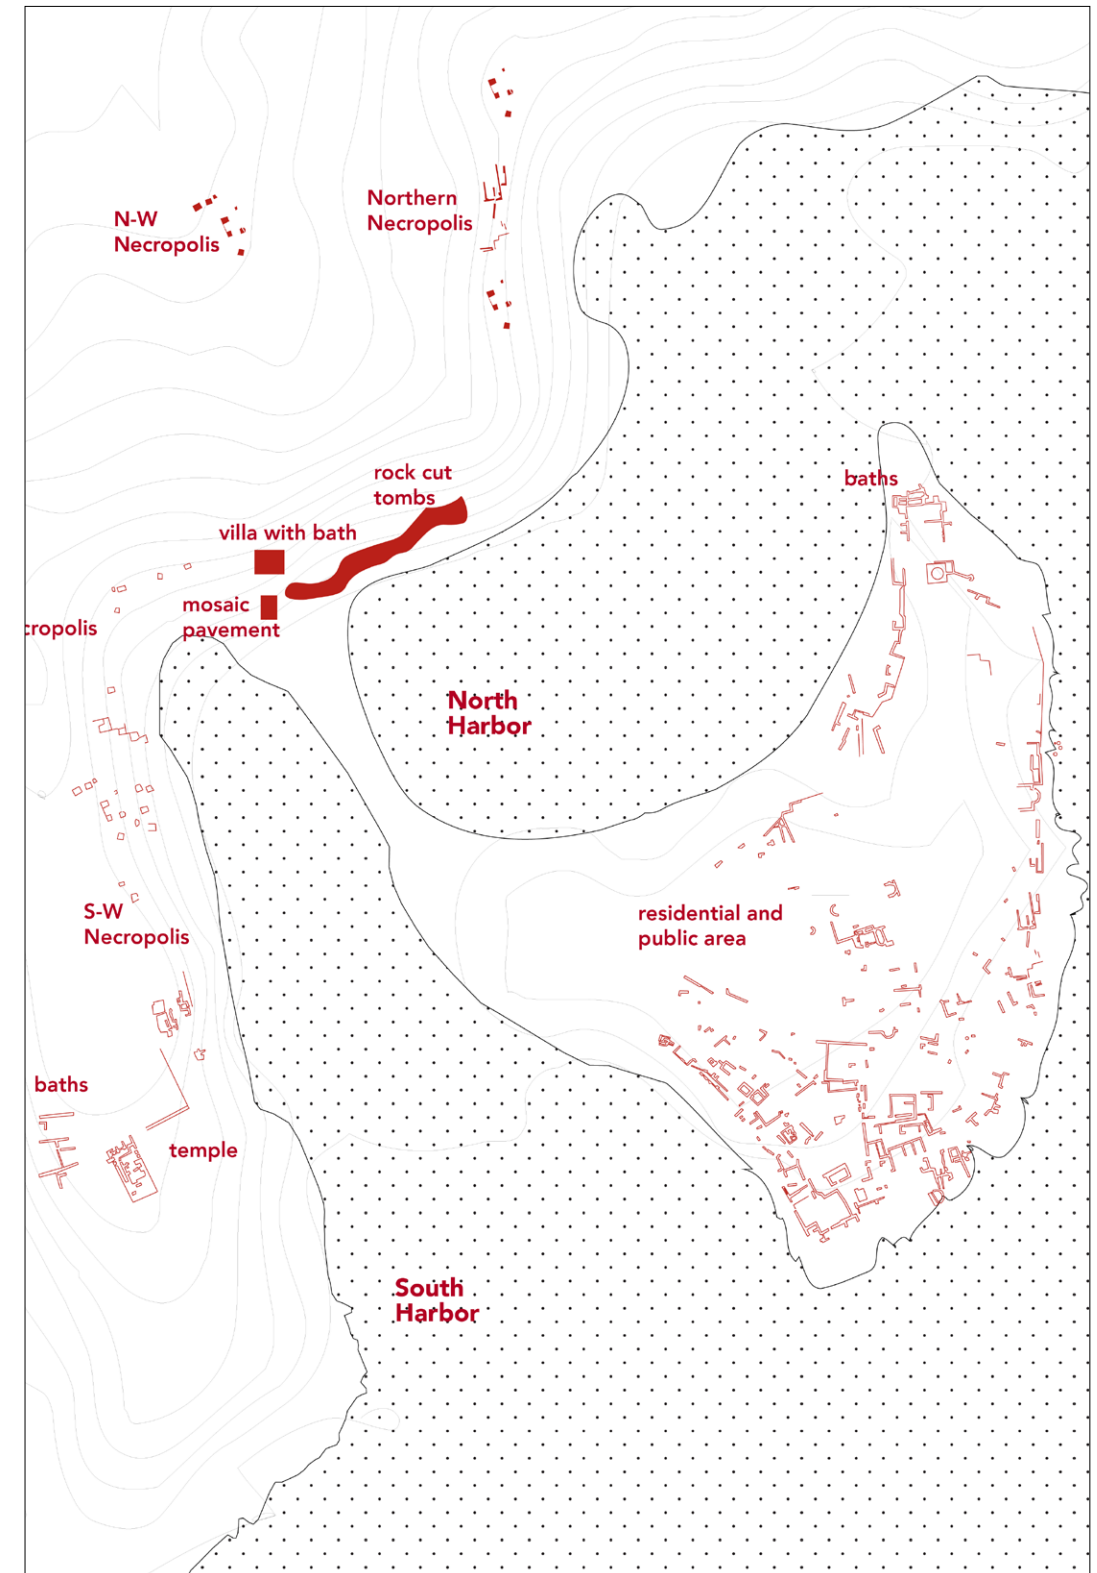 Northern
Necropolis
N-W
Necropolis
rock cut
tombs
baths
villa with bath
mosaic
pavement
cropolis
North
Harbor
S-W
Necropolis
residential and
public area
baths
temple
South
Harbor